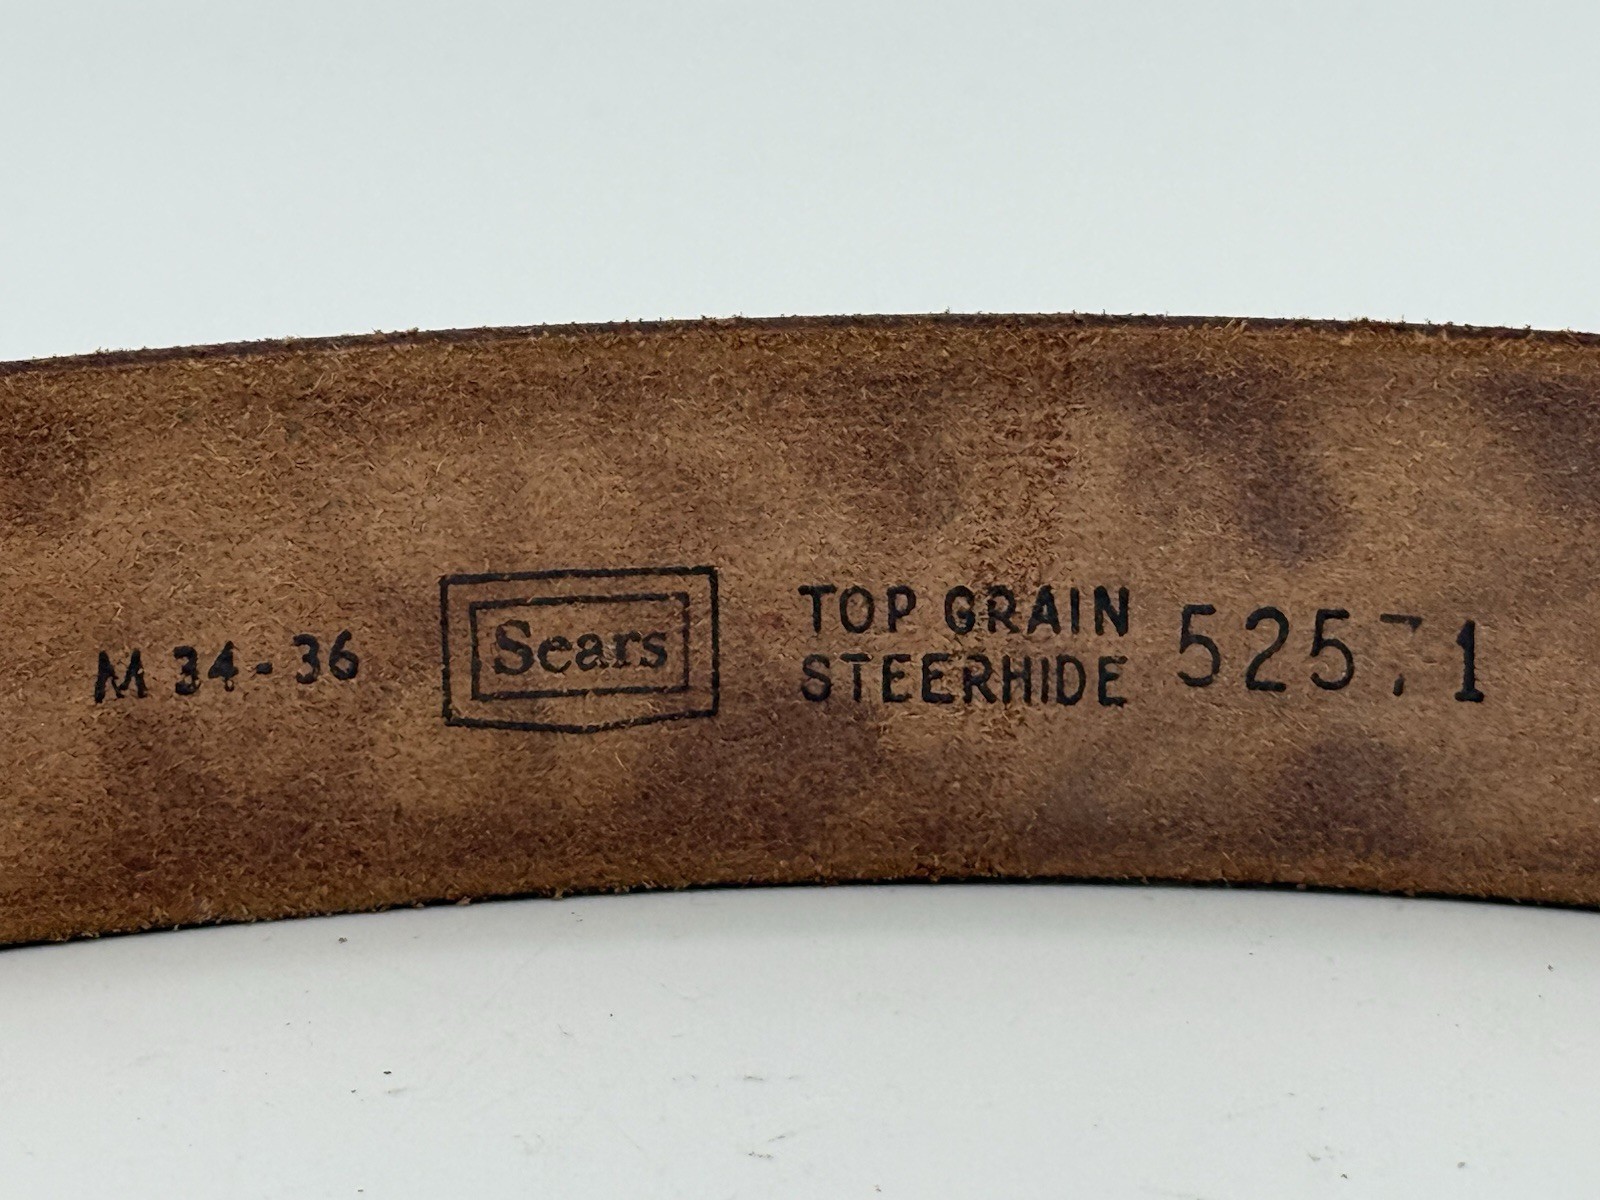 M 34-36
Sears
TOP GRAIN
STEERHIDE
52571